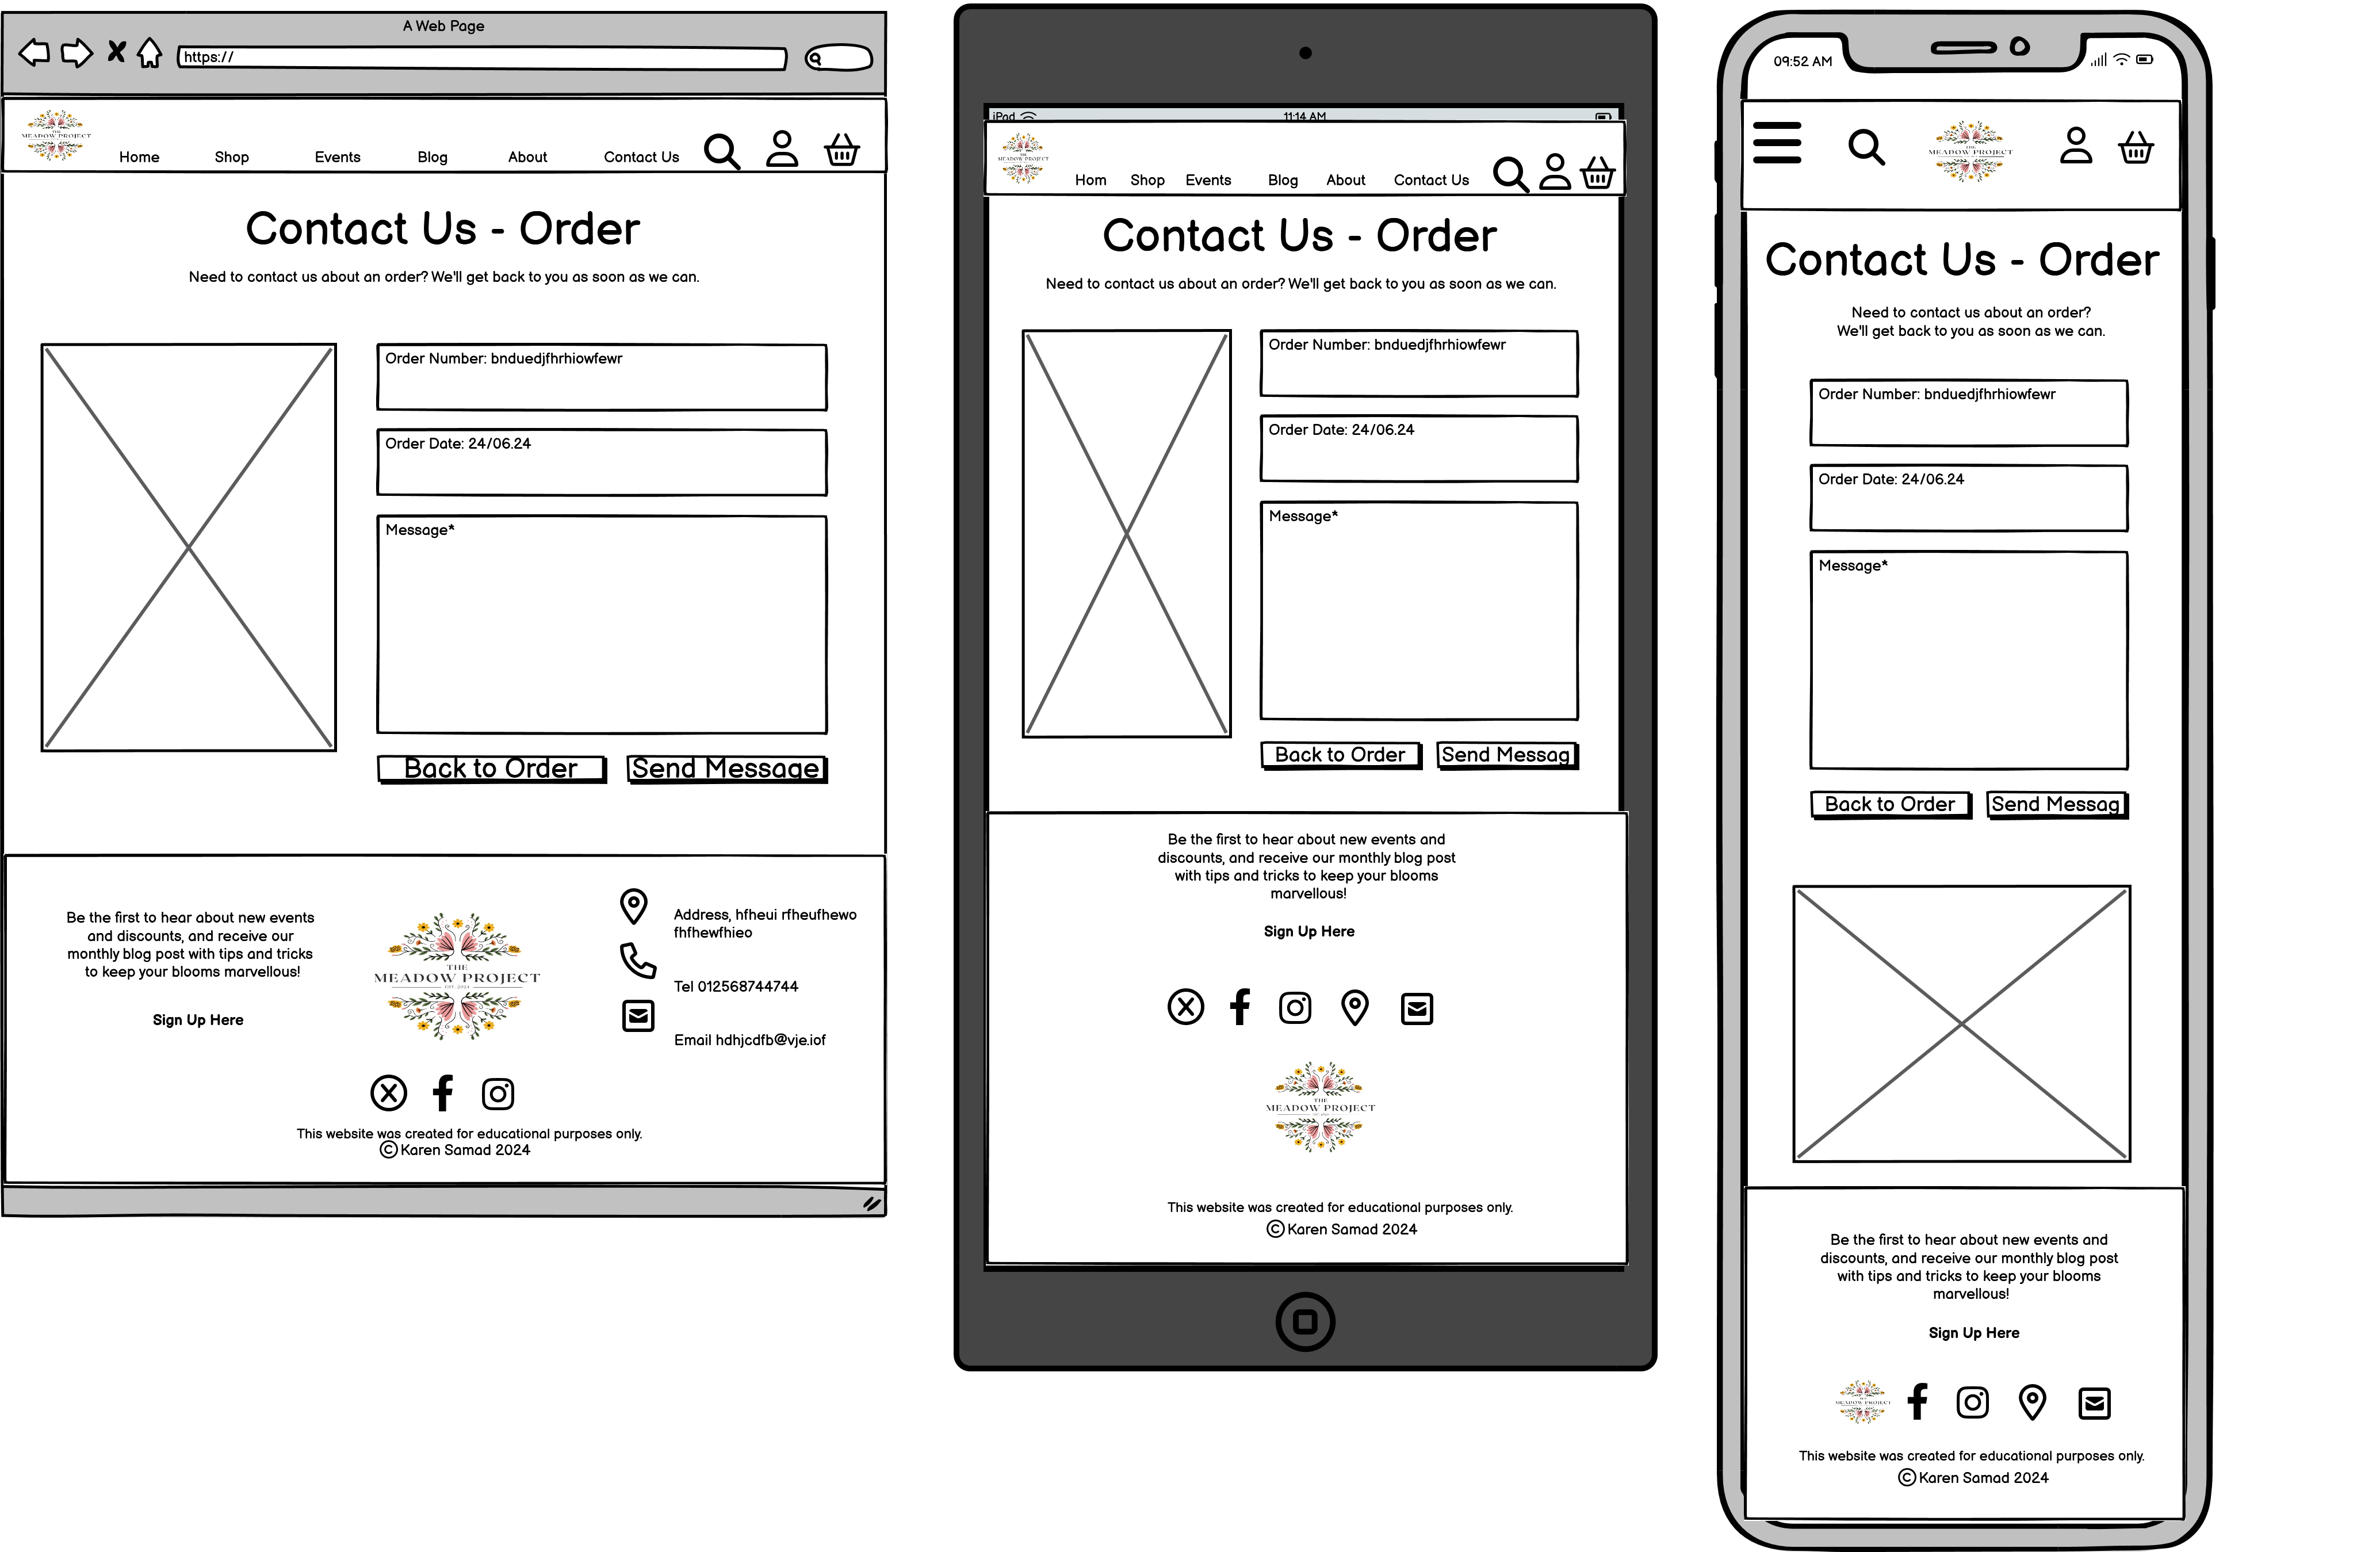 A Web Page
https://
THE
MEADOW PROJECT
Home Shop Events Blog About Contact Us
Contact Us - Order
Need to contact us about an order? We'll get back to you as soon as we can.
Order Number: bnduedjfhrhiowfewr
Order Date: 24/06.24
Message*
Back to Order Send Message
Be the first to hear about new events
and discounts, and receive our
monthly blog post with tips and tricks
to keep your blooms marvellous!
Sign Up Here
THE
MEADOW PROJECT
EST. 2024
Address, hfheui rfheufhewo
fhfhewfhieo
Tel 012568744744
Email hdhjcdfb@vje.iof
This website was created for educational purposes only.
© Karen Samad 2024
iPad 11:14 AM
THE
MEADOW PROJECT
Hom Shop Events Blog About Contact Us
Contact Us - Order
Need to contact us about an order? We'll get back to you as soon as we can.
Order Number: bnduedjfhrhiowfewr
Order Date: 24/06.24
Message*
Back to Order Send Messag
Be the first to hear about new events and
discounts, and receive our monthly blog post
with tips and tricks to keep your blooms
marvellous!
Sign Up Here
THE
MEADOW PROJECT
This website was created for educational purposes only.
© Karen Samad 2024
09:52 AM
THE
MEADOW PROJECT
Contact Us - Order
Need to contact us about an order?
We'll get back to you as soon as we can.
Order Number: bnduedjfhrhiowfewr
Order Date: 24/06.24
Message*
Back to Order Send Messag
Be the first to hear about new events and
discounts, and receive our monthly blog post
with tips and tricks to keep your blooms
marvellous!
Sign Up Here
MEADOW PROJECT
This website was created for educational purposes only.
© Karen Samad 2024